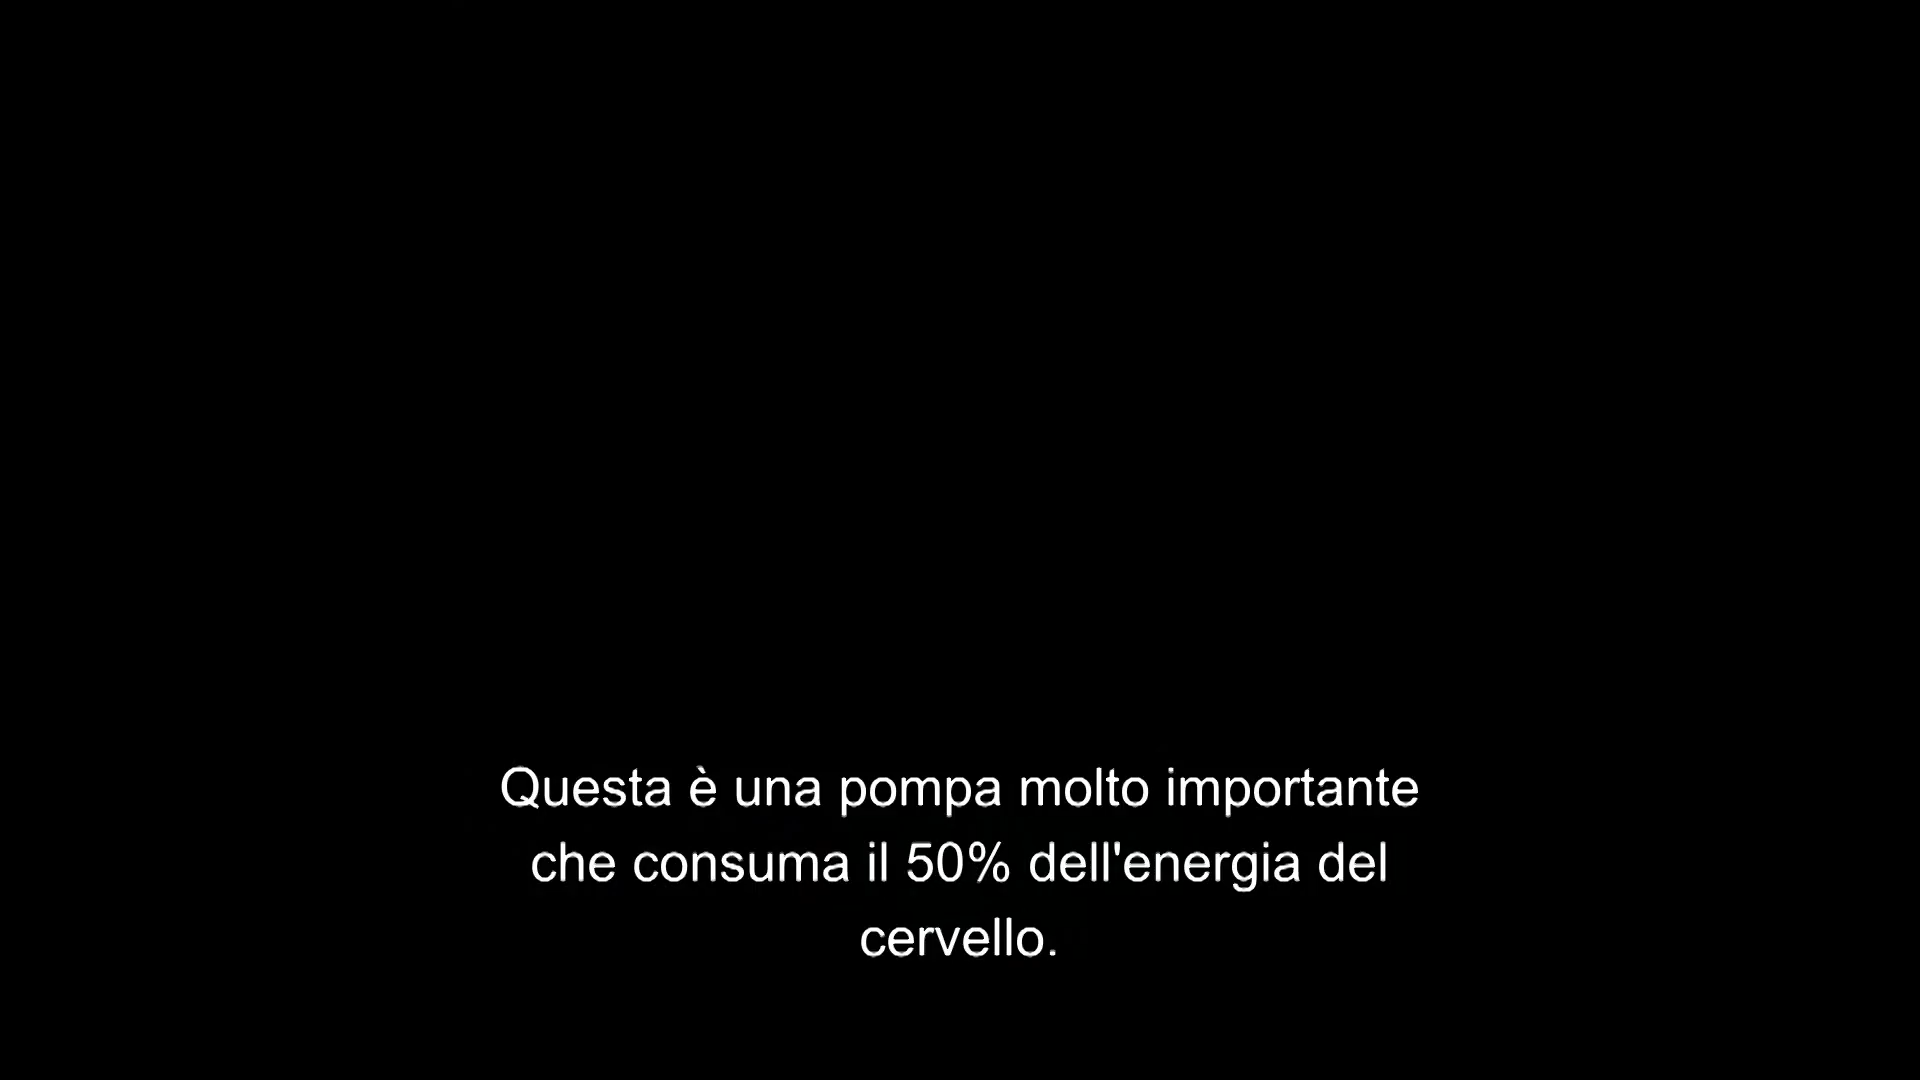 Questa è una pompa molto importante
che consuma il 50% dell'energia del
cervello.